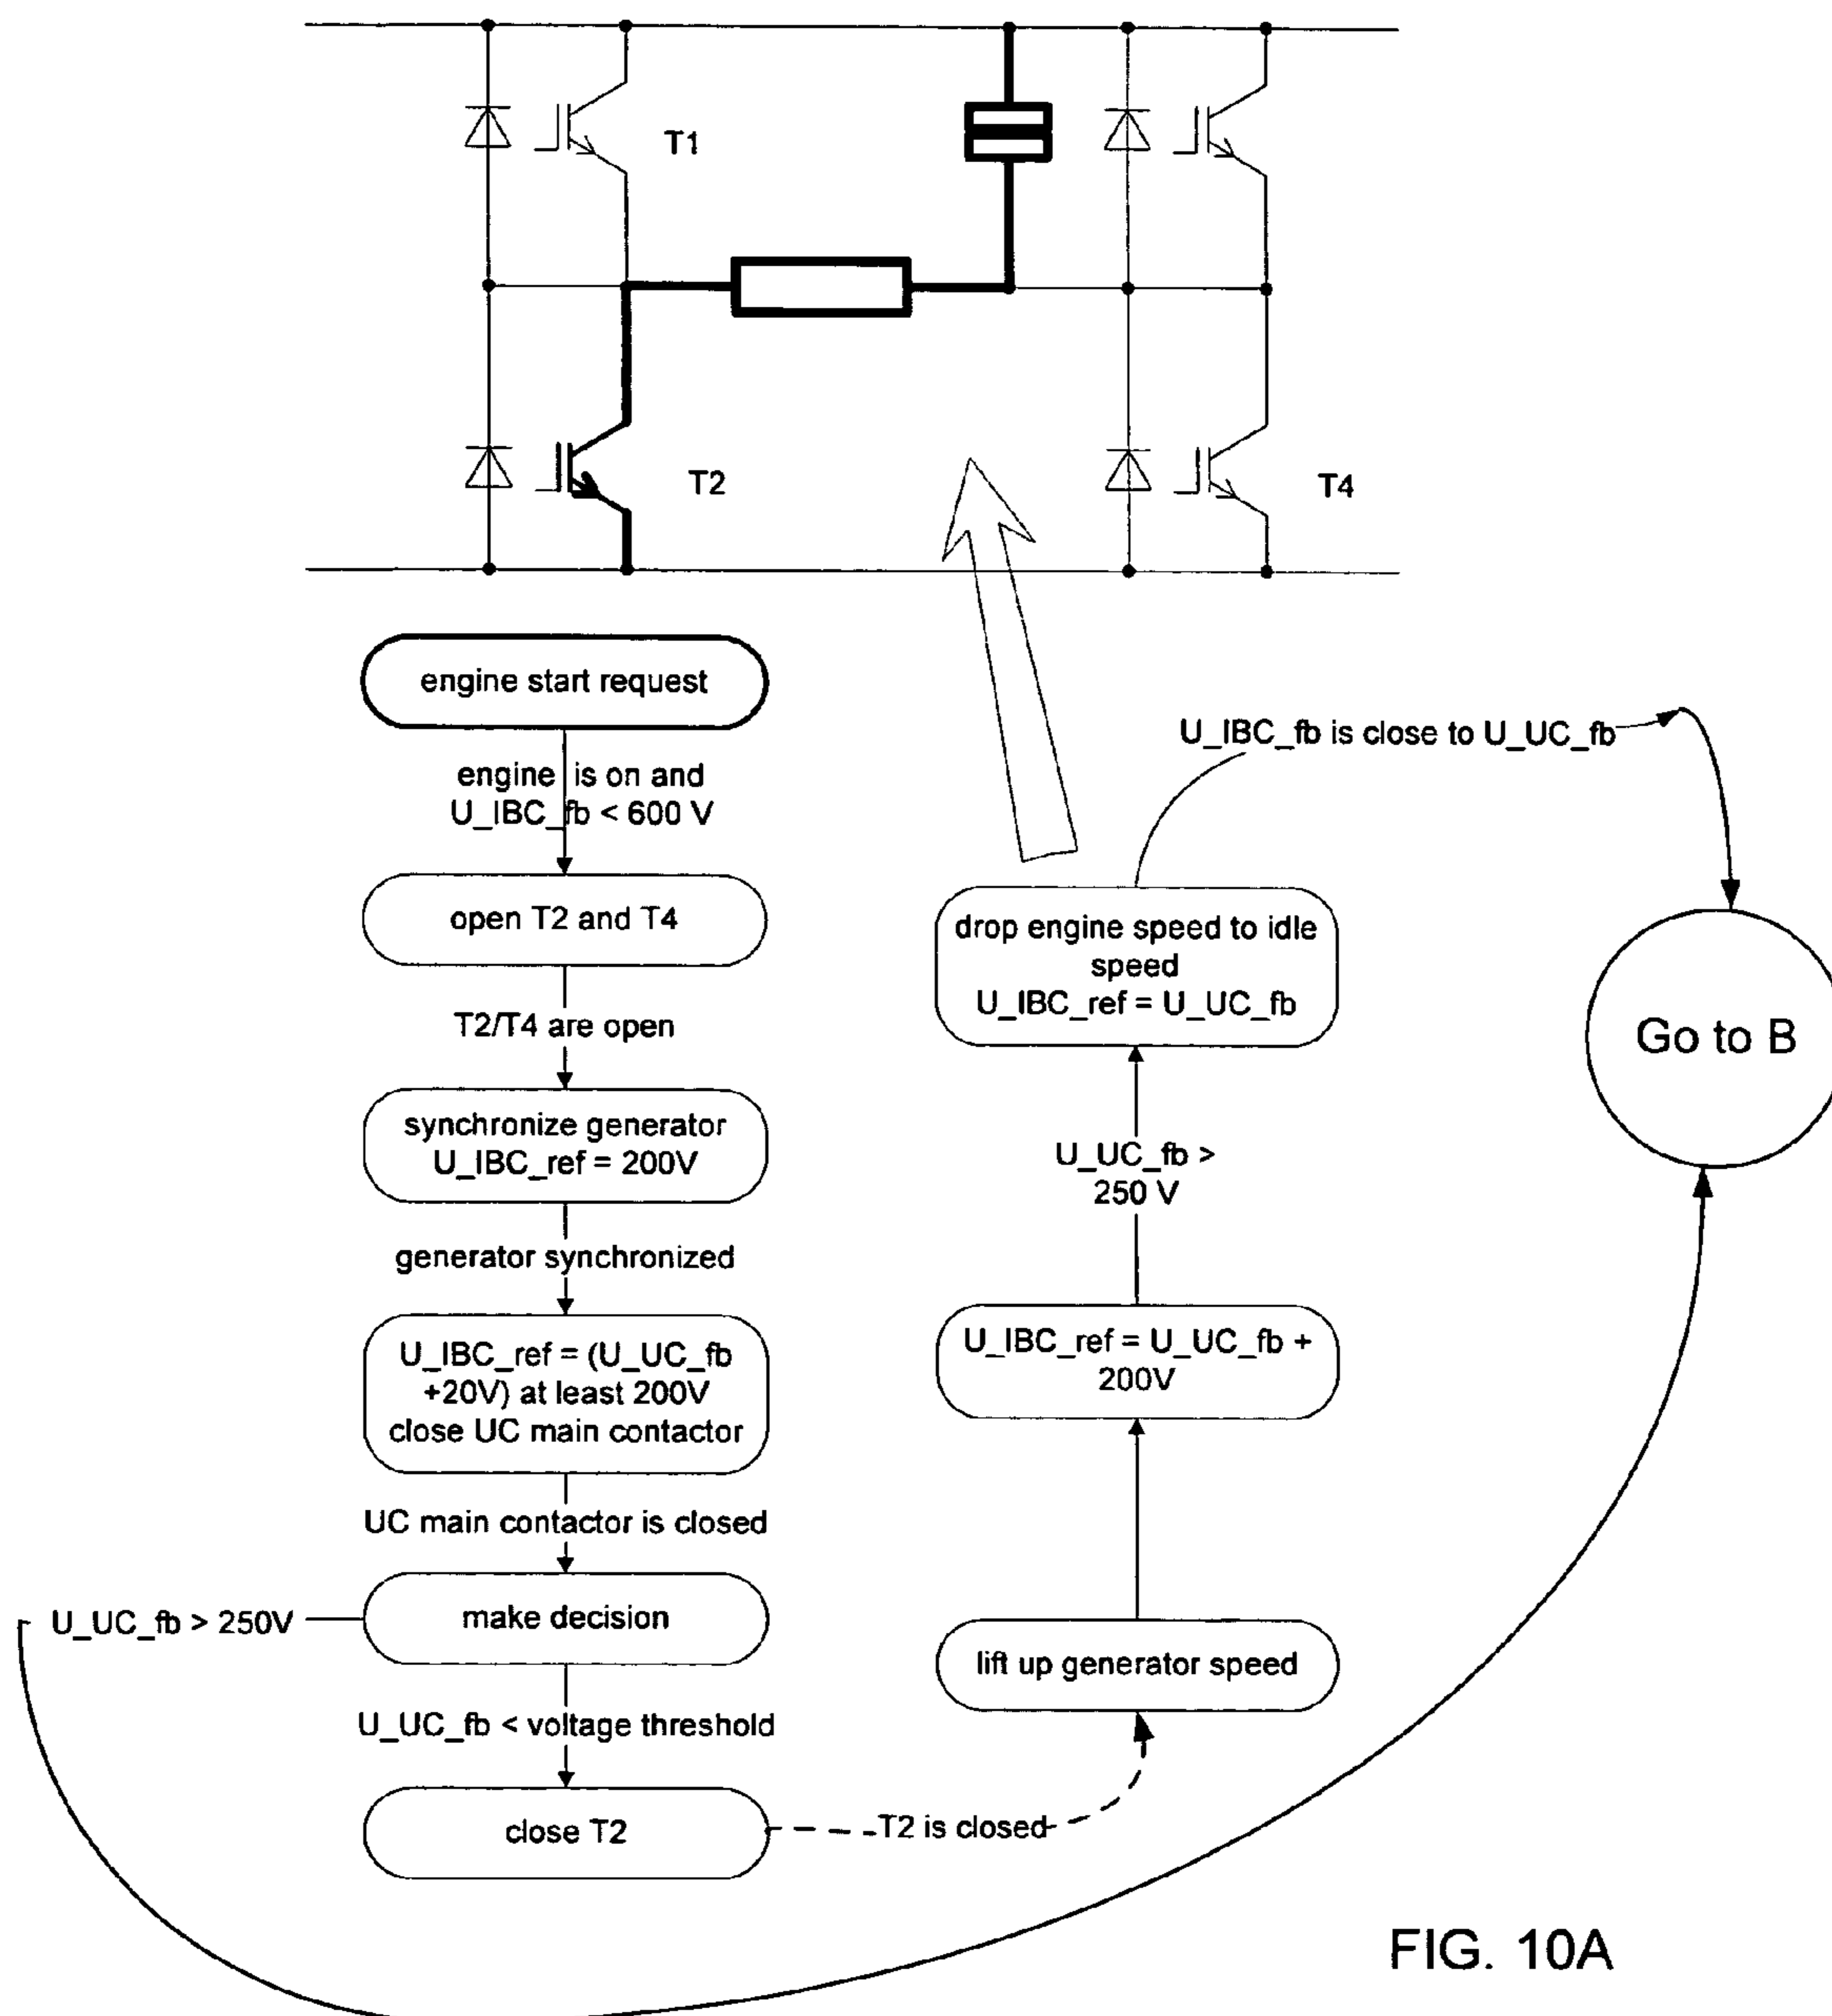 T1
T2
T4
engine start request
engine is on and
U_IBC_fb < 600 V
open T2 and T4
T2/T4 are open
synchronize generator
U_IBC_ref = 200V
generator synchronized
U_IBC_ref = (U_UC_fb
+20V) at least 200V
close UC main contactor
UC main contactor is closed
make decision
U_UC_fb > 250V
U_UC_fb < voltage threshold
close T2
T2 is closed
lift up generator speed
U_IBC_ref = U_UC_fb +
200V
U_UC_fb >
250 V
drop engine speed to idle
speed
U_IBC_ref = U_UC_fb
U_IBC_fb is close to U_UC_fb
Go to B
FIG. 10A